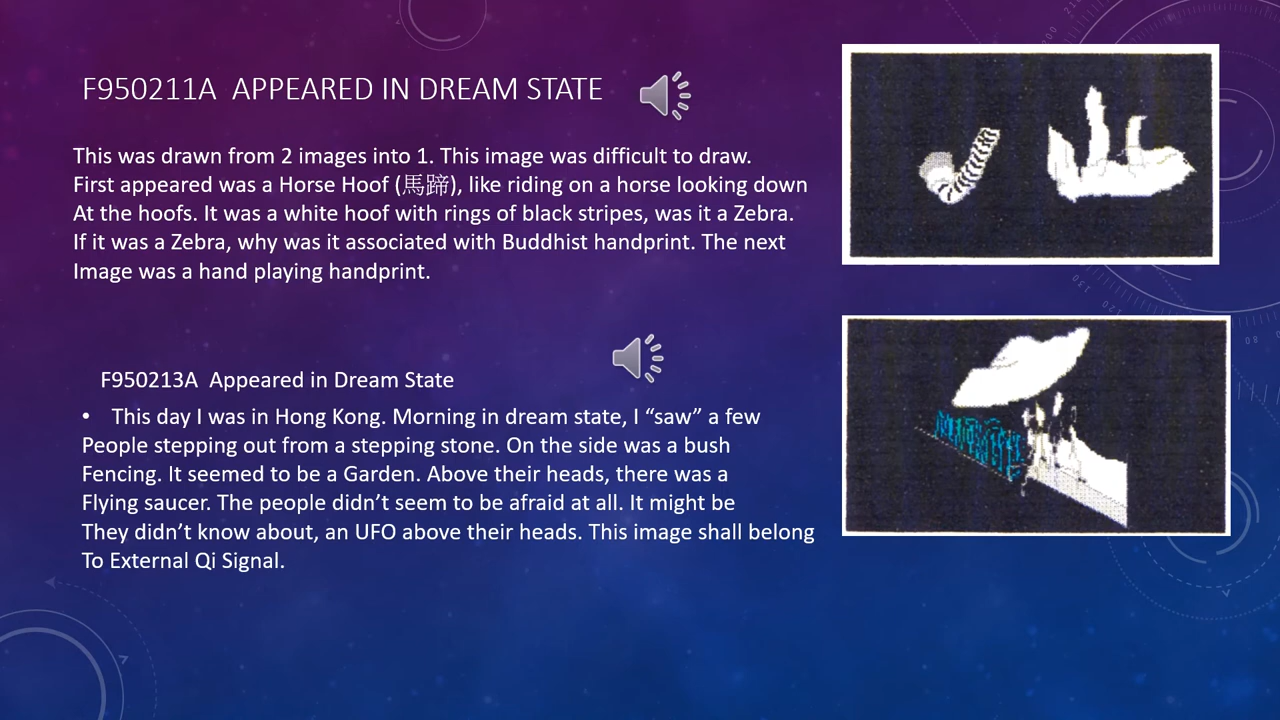 F950211A APPEARED IN DREAM STATE
This was drawn from 2 images into 1. This image was difficult to draw.
First appeared was a Horse Hoof (馬蹄), like riding on a horse looking down
At the hoofs. It was a white hoof with rings of black stripes, was it a Zebra.
If it was a Zebra, why was it associated with Buddhist handprint. The next
Image was a hand playing handprint.
F950213A Appeared in Dream State
• This day I was in Hong Kong. Morning in dream state, I “saw” a few
People stepping out from a stepping stone. On the side was a bush
Fencing. It seemed to be a Garden. Above their heads, there was a
Flying saucer. The people didn’t seem to be afraid at all. It might be
They didn’t know about, an UFO above their heads. This image shall belong
To External Qi Signal.